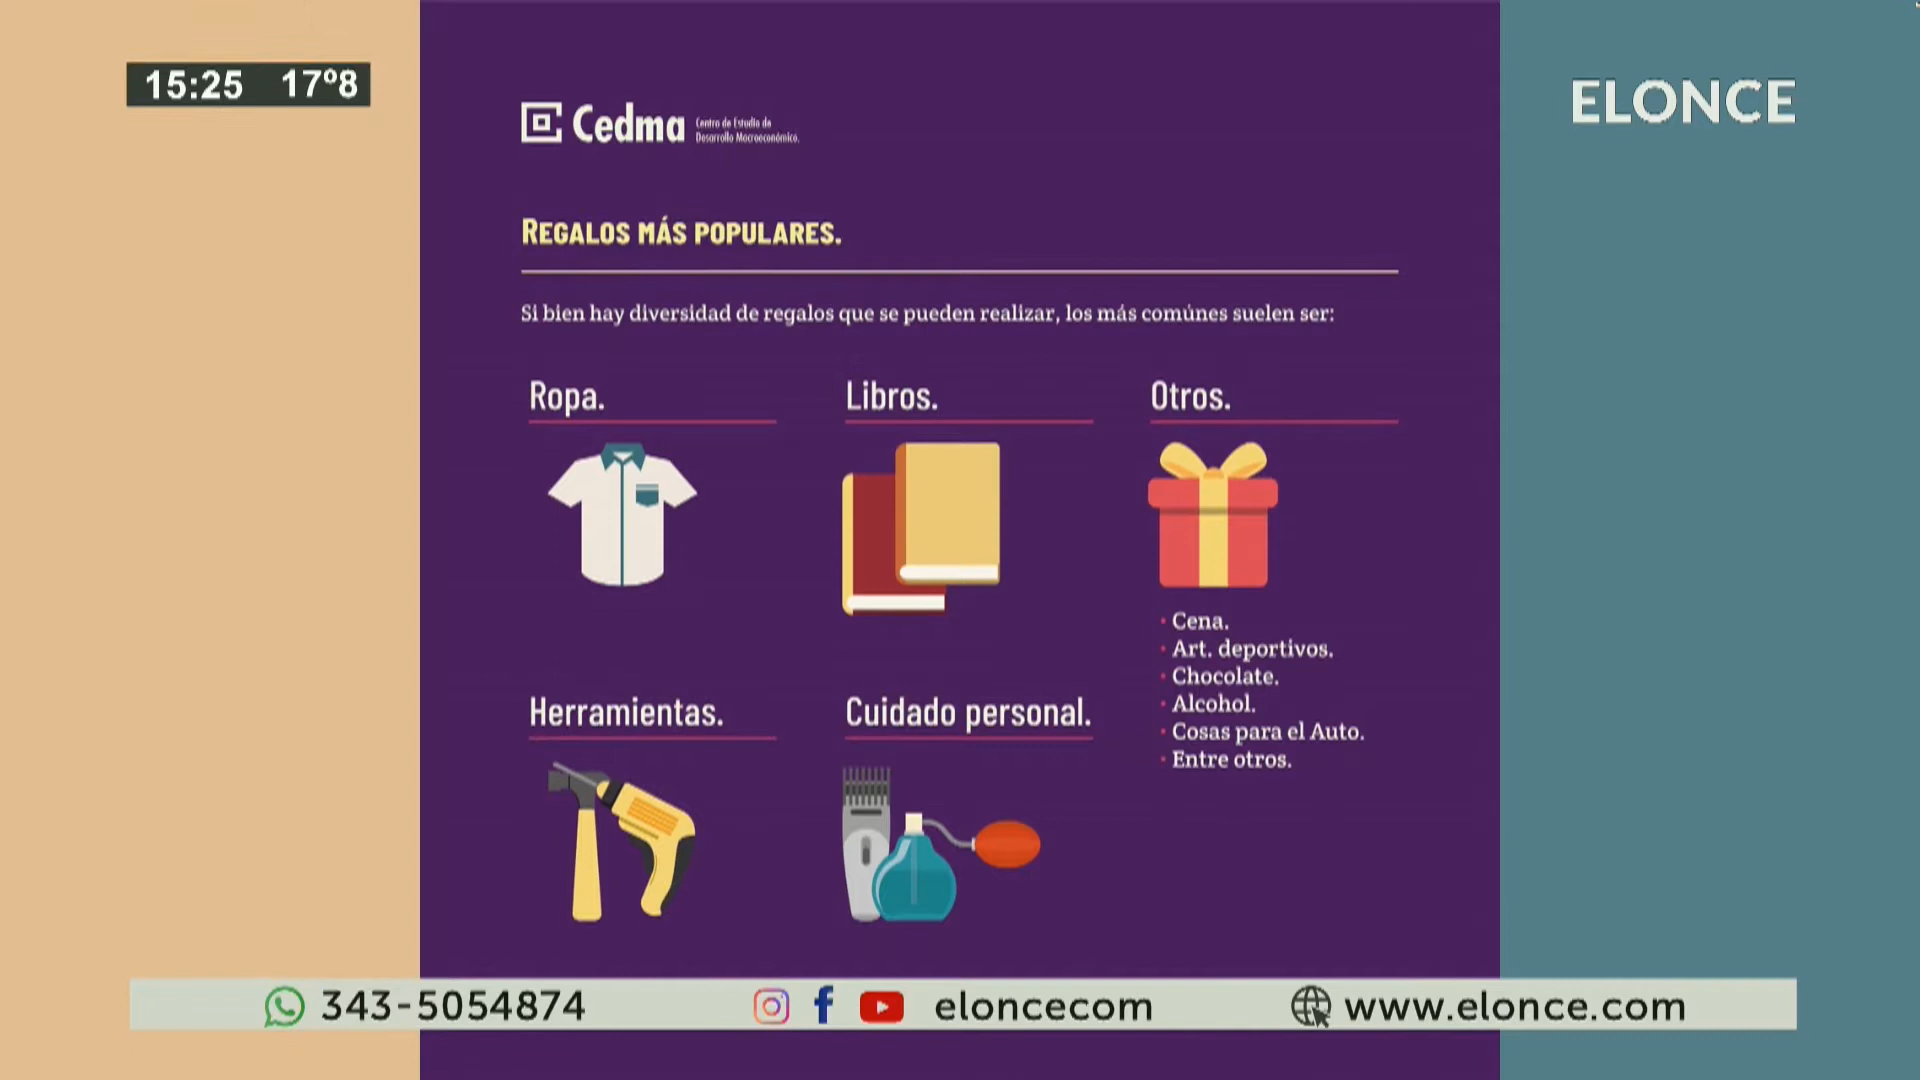 15:25 17º8
ELONCE
Cedma
Centro de Estudio de
Desarrollo Macroeconómico.
REGALOS MÁS POPULARES.
Si bien hay diversidad de regalos que se pueden realizar, los más comúnes suelen ser:
Ropa.
Libros.
Otros.
· Cena.
· Art. deportivos.
· Chocolate.
· Alcohol.
· Cosas para el Auto.
· Entre otros.
Herramientas.
Cuidado personal.
343-5054874
eloncecom
www.elonce.com